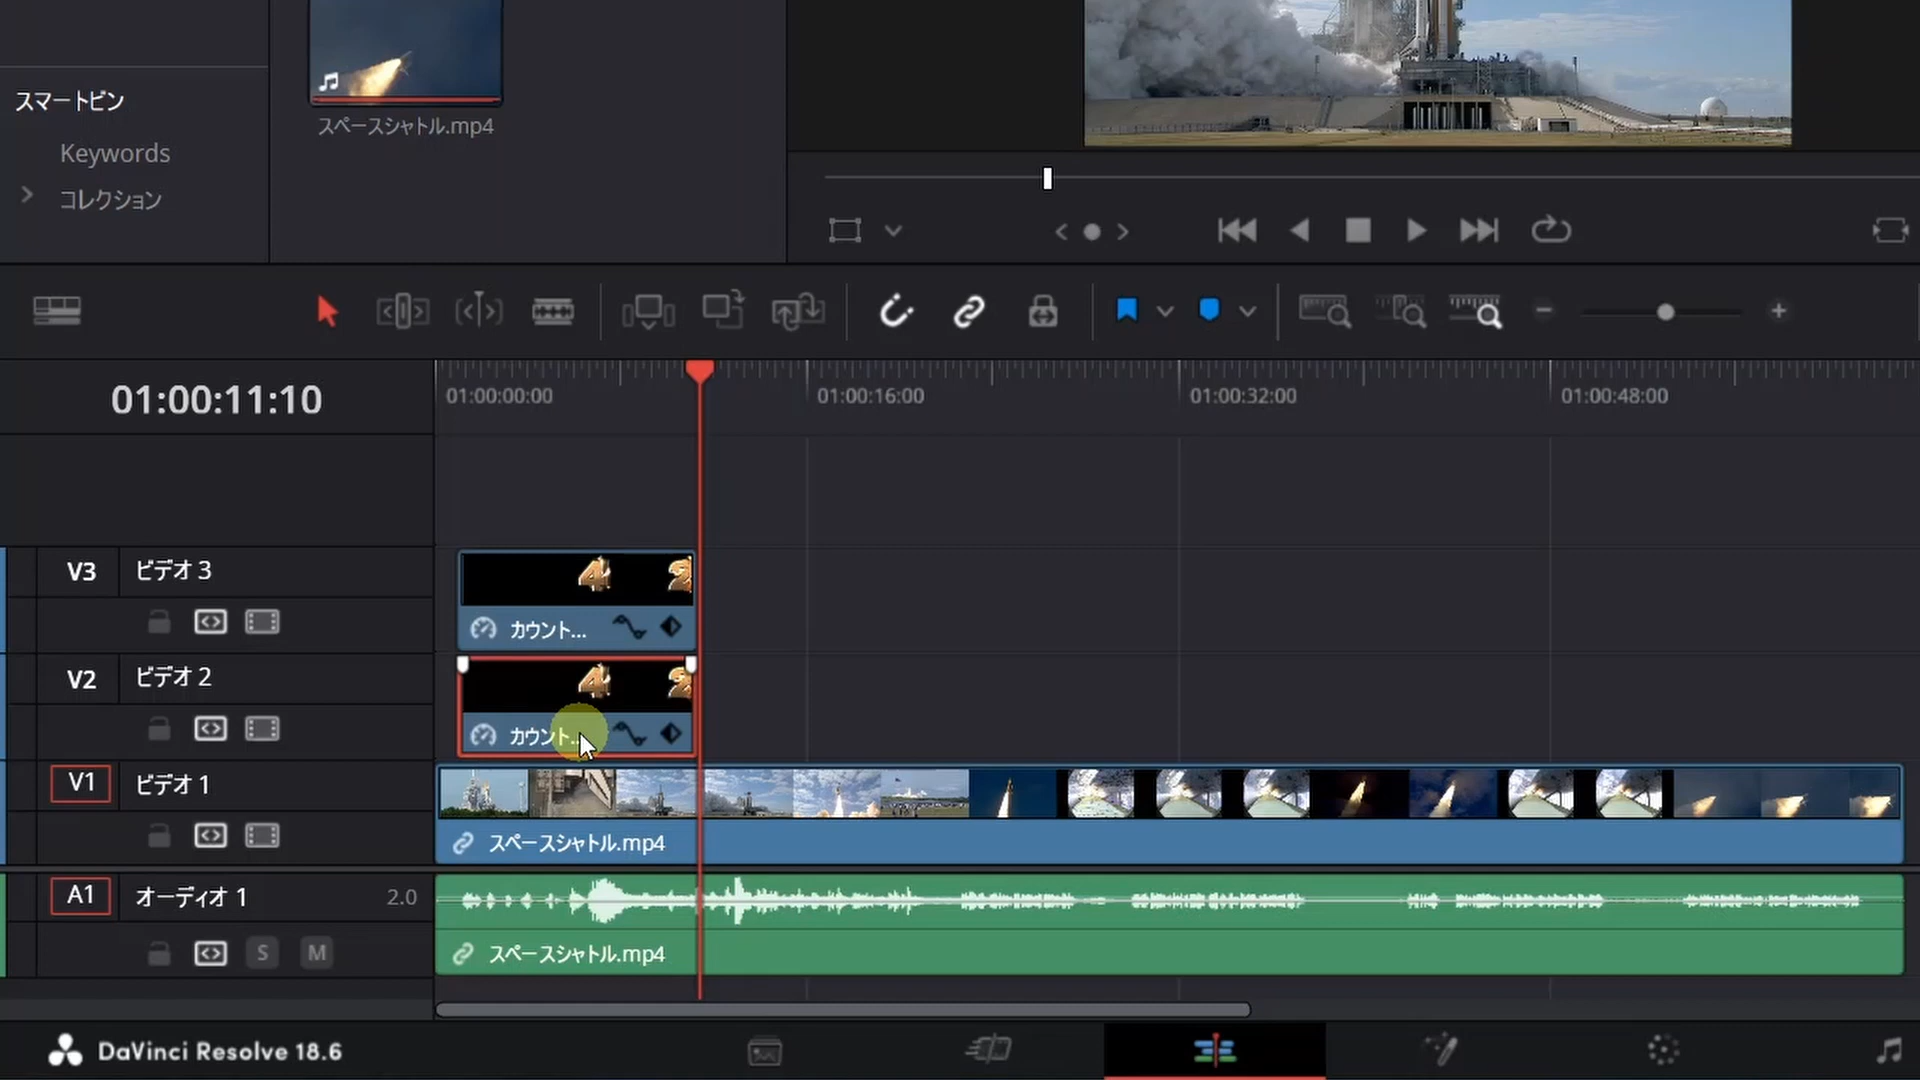 スペースシャトル.mp4
スマートビン
Keywords
コレクション
01:00:11:10
01:00:00:00
01:00:16:00
01:00:32:00
01:00:48:00
V3 ビデオ 3
4 2
カウント...
V2 ビデオ 2
4 2
カウント...
V1 ビデオ 1
スペースシャトル.mp4
A1 オーディオ 1 2.0
S M
スペースシャトル.mp4
DaVinci Resolve 18.6